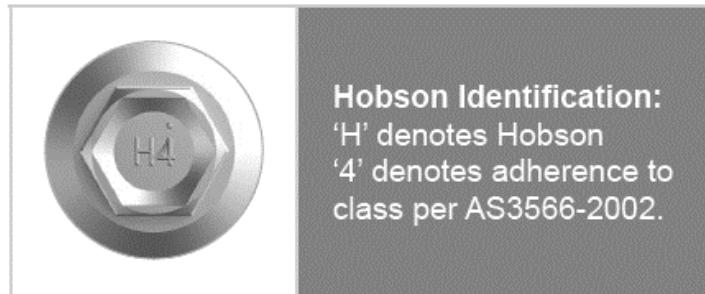 H4
Hobson Identification:
‘H’ denotes Hobson
‘4’ denotes adherence to
class per AS3566-2002.